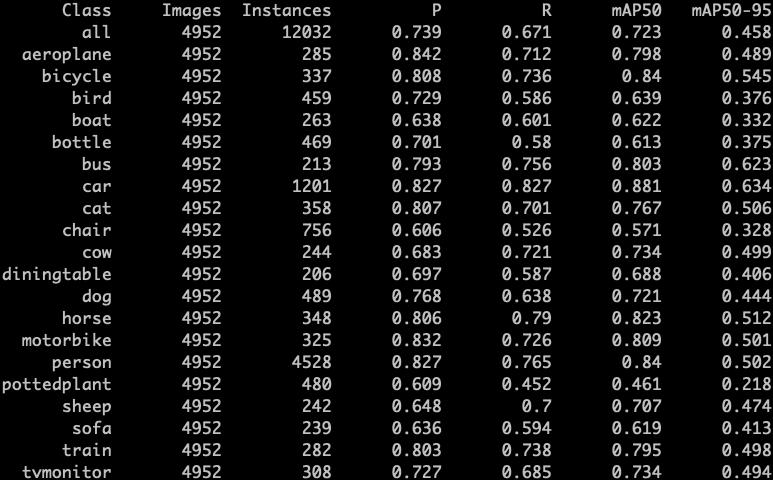 Class Images Instances P R mAP50 mAP50-95
all 4952 12032 0.739 0.671 0.723 0.458
aeroplane 4952 285 0.842 0.712 0.798 0.489
bicycle 4952 337 0.808 0.736 0.84 0.545
bird 4952 459 0.729 0.586 0.639 0.376
boat 4952 263 0.638 0.601 0.622 0.332
bottle 4952 469 0.701 0.58 0.613 0.375
bus 4952 213 0.793 0.756 0.803 0.623
car 4952 1201 0.827 0.827 0.881 0.634
cat 4952 358 0.807 0.701 0.767 0.506
chair 4952 756 0.606 0.526 0.571 0.328
cow 4952 244 0.683 0.721 0.734 0.499
diningtable 4952 206 0.697 0.587 0.688 0.406
dog 4952 489 0.768 0.638 0.721 0.444
horse 4952 348 0.806 0.79 0.823 0.512
motorbike 4952 325 0.832 0.726 0.809 0.501
person 4952 4528 0.827 0.765 0.84 0.502
pottedplant 4952 480 0.609 0.452 0.461 0.218
sheep 4952 242 0.648 0.7 0.707 0.474
sofa 4952 239 0.636 0.594 0.619 0.413
train 4952 282 0.803 0.738 0.795 0.498
tvmonitor 4952 308 0.727 0.685 0.734 0.494